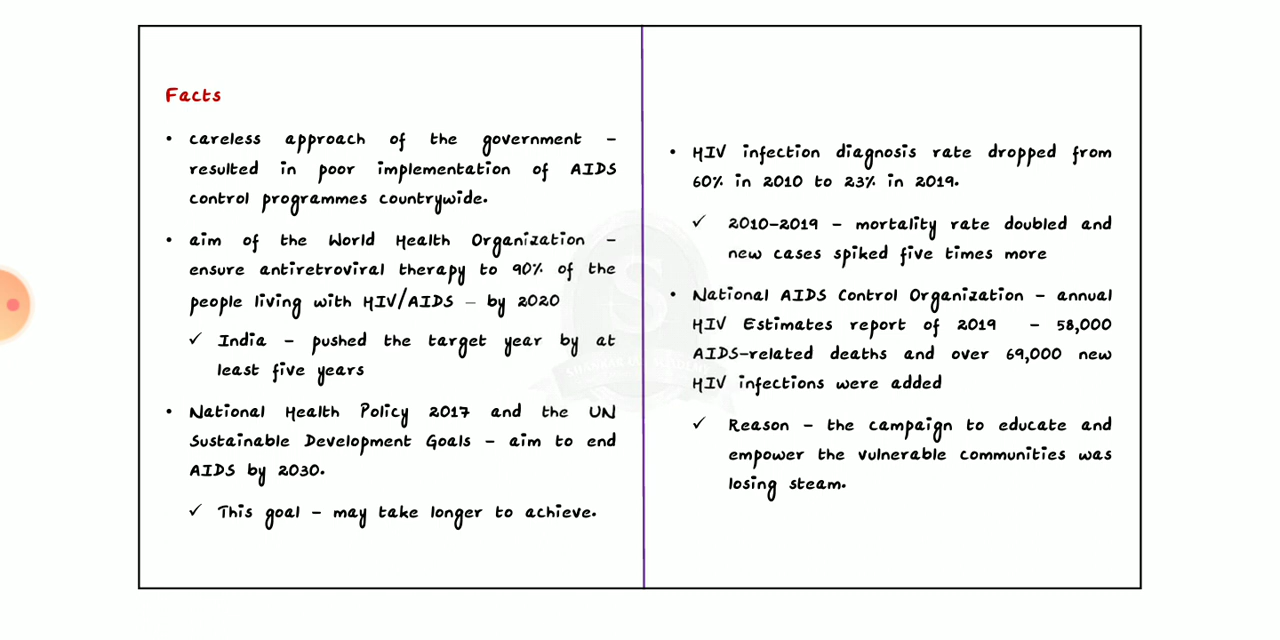 Facts
• careless approach of the government –
resulted in poor implementation of AIDS
control programmes countrywide.
• aim of the World Health Organization –
ensure antiretroviral therapy to 90% of the
people living with HIV/AIDS – by 2020
✓ India – pushed the target year by at
least five years
• National Health Policy 2017 and the UN
Sustainable Development Goals – aim to end
AIDS by 2030.
✓ This goal – may take longer to achieve.
• HIV infection diagnosis rate dropped from
60% in 2010 to 23% in 2019.
✓ 2010-2019 – mortality rate doubled and
new cases spiked five times more
• National AIDS Control Organization – annual
HIV Estimates report of 2019 – 58,000
AIDS-related deaths and over 69,000 new
HIV infections were added
✓ Reason – the campaign to educate and
empower the vulnerable communities was
losing steam.
S
SHANKAR IAS ACADEMY